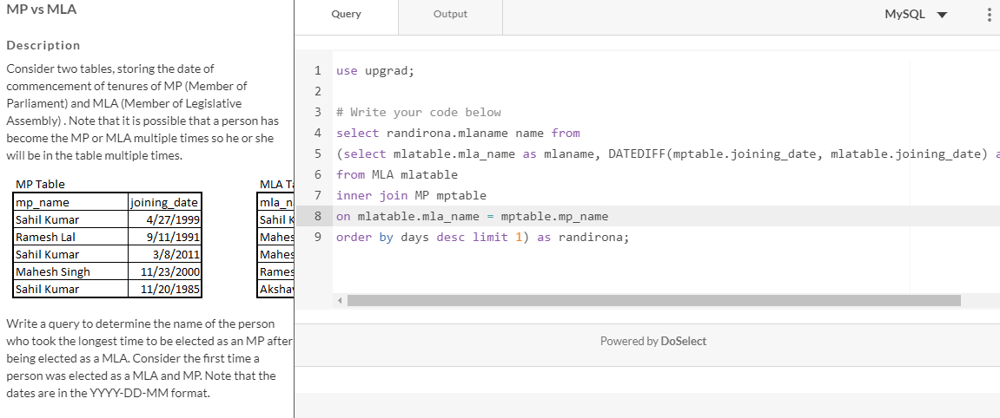 MP vs MLA
Description
Consider two tables, storing the date of
commencement of tenures of MP (Member of
Parliament) and MLA (Member of Legislative
Assembly) . Note that it is possible that a person has
become the MP or MLA multiple times so he or she
will be in the table multiple times.
MP Table
mp_name joining_date
Sahil Kumar 4/27/1999
Ramesh Lal 9/11/1991
Sahil Kumar 3/8/2011
Mahesh Singh 11/23/2000
Sahil Kumar 11/20/1985
MLA Ta
mla_n
Sahil K
Mahes
Mahes
Rames
Aksha
Write a query to determine the name of the person
who took the longest time to be elected as an MP after
being elected as a MLA. Consider the first time a
person was elected as a MLA and MP. Note that the
dates are in the YYYY-DD-MM format.
Query Output MySQL
1 use upgrad;
2
3 # Write your code below
4 select randirona.mlaname name from
5 (select mlatable.mla_name as mlaname, DATEDIFF(mptable.joining_date, mlatable.joining_date) a
6 from MLA mlatable
7 inner join MP mptable
8 on mlatable.mla_name = mptable.mp_name
9 order by days desc limit 1) as randirona;
Powered by DoSelect